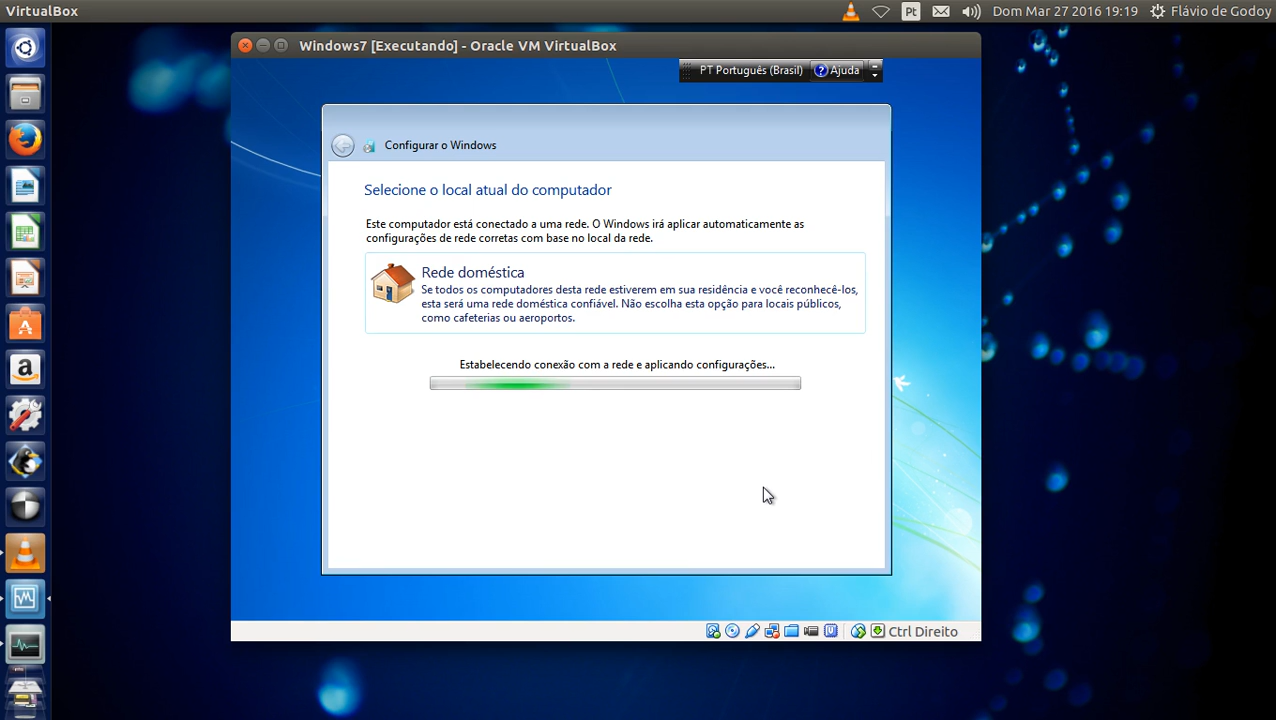 VirtualBox
Pt
Dom Mar 27 2016 19:19
Flávio de Godoy
Windows7 [Executando] - Oracle VM VirtualBox
PT Português (Brasil)
? Ajuda
Configurar o Windows
Selecione o local atual do computador
Este computador está conectado a uma rede. O Windows irá aplicar automaticamente as
configurações de rede corretas com base no local da rede.
Rede doméstica
Se todos os computadores desta rede estiverem em sua residência e você reconhecê-los,
esta será uma rede doméstica confiável. Não escolha esta opção para locais públicos,
como cafeterias ou aeroportos.
Estabelecendo conexão com a rede e aplicando configurações...
Ctrl Direito